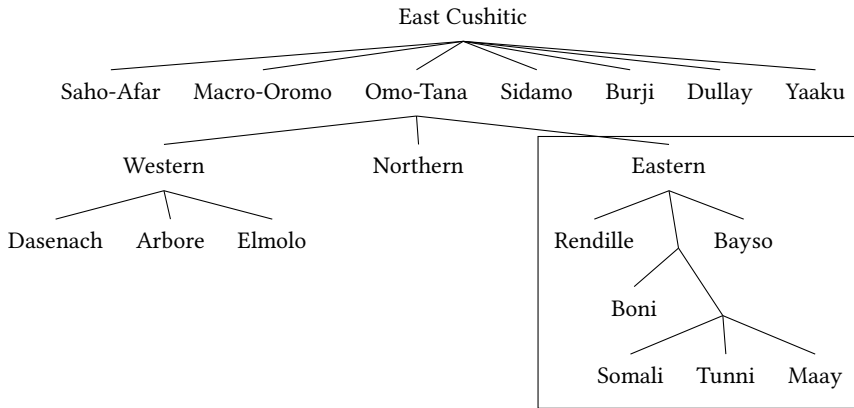 East Cushitic
Saho-Afar Macro-Oromo Omo-Tana Sidamo Burji Dullay Yaaku
Western Northern Eastern
Dasenach Arbore Elmolo Rendille Bayso
Boni
Somali Tunni Maay